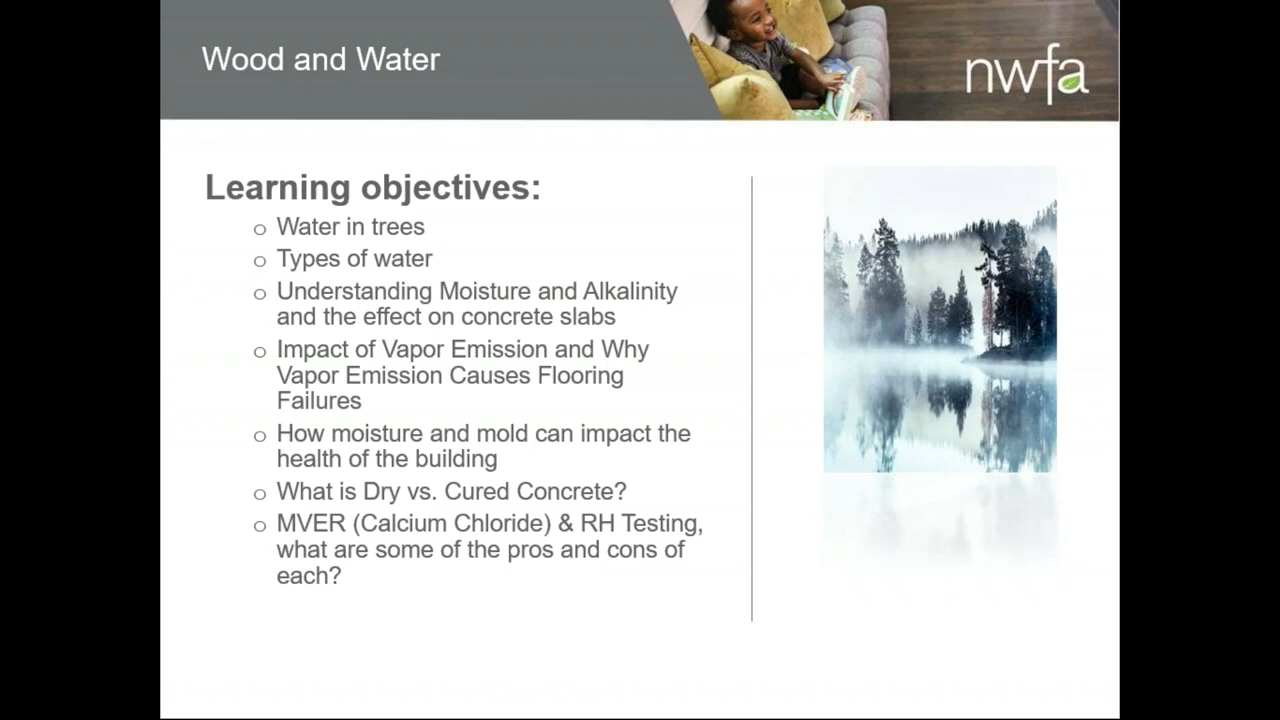 Wood and Water
nwfa
Learning objectives:
o Water in trees
o Types of water
o Understanding Moisture and Alkalinity
and the effect on concrete slabs
o Impact of Vapor Emission and Why
Vapor Emission Causes Flooring
Failures
o How moisture and mold can impact the
health of the building
o What is Dry vs. Cured Concrete?
o MVER (Calcium Chloride) & RH Testing,
what are some of the pros and cons of
each?